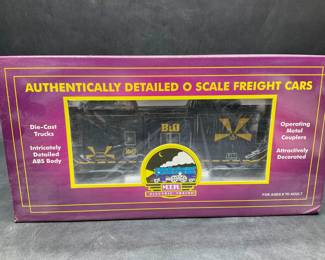 AUTHENTICALLY DETAILED O SCALE FREIGHT CARS
Die-Cast
Trucks
Intricately
Detailed
ABS Body
Operating
Metal
Couplers
Attractively
Decorated
M.T.H.
ELECTRIC TRAINS
FOR AGES 8 TO ADULT